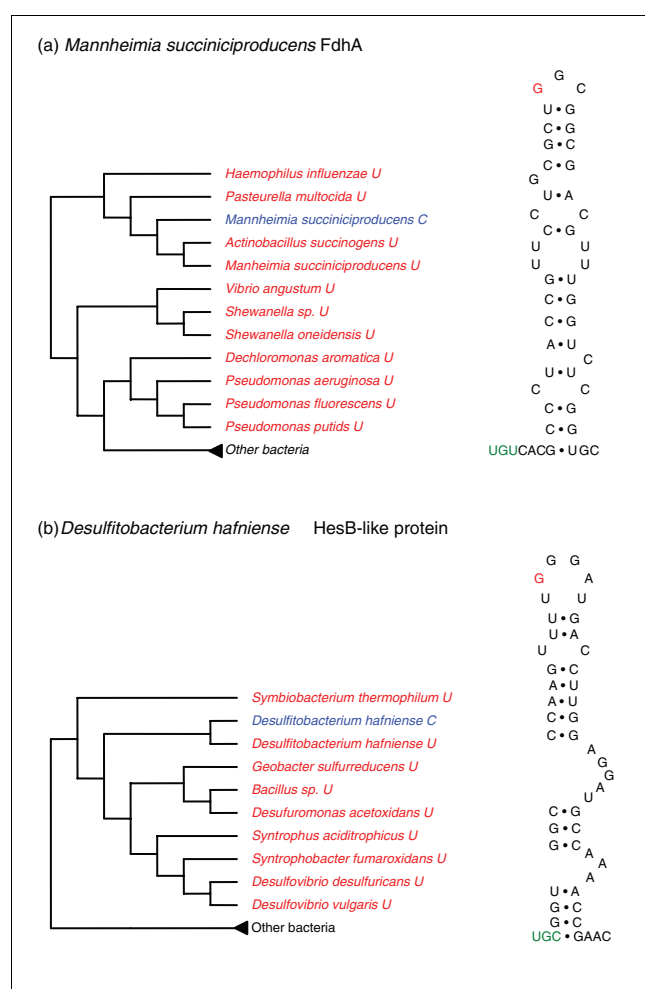 (a) Mannheimia succiniciproducens FdhA
Haemophilus influenzae U
Pasteurella multocida U
Mannheimia succiniciproducens C
Actinobacillus succinogens U
Manheimia succiniciproducens U
Vibrio angustum U
Shewanella sp. U
Shewanella oneidensis U
Dechloromonas aromatica U
Pseudomonas aeruginosa U
Pseudomonas fluorescens U
Pseudomonas putids U
Other bacteria
G
G C
U • G
C • G
G • C
C • G
G
U • A
C C
C • G
U U
U U
G • U
C • G
C • G
A • U
C
U • U
C C
C • G
C • G
UGUCACG • UGC
(b) Desulfitobacterium hafniense HesB-like protein
Symbiobacterium thermophilum U
Desulfitobacterium hafniense C
Desulfitobacterium hafniense U
Geobacter sulfurreducens U
Bacillus sp. U
Desufuromonas acetoxidans U
Syntrophus aciditrophicus U
Syntrophobacter fumaroxidans U
Desulfovibrio desulfuricans U
Desulfovibrio vulgaris U
Other bacteria
G G
G A
U U
U • G
U • A
U C
G • C
A • U
A • U
C • G
C • G
A
G
G
A
U
C • G
G • C
G • C
A
A
A
U • A
G • C
G • C
UGC • GAAC